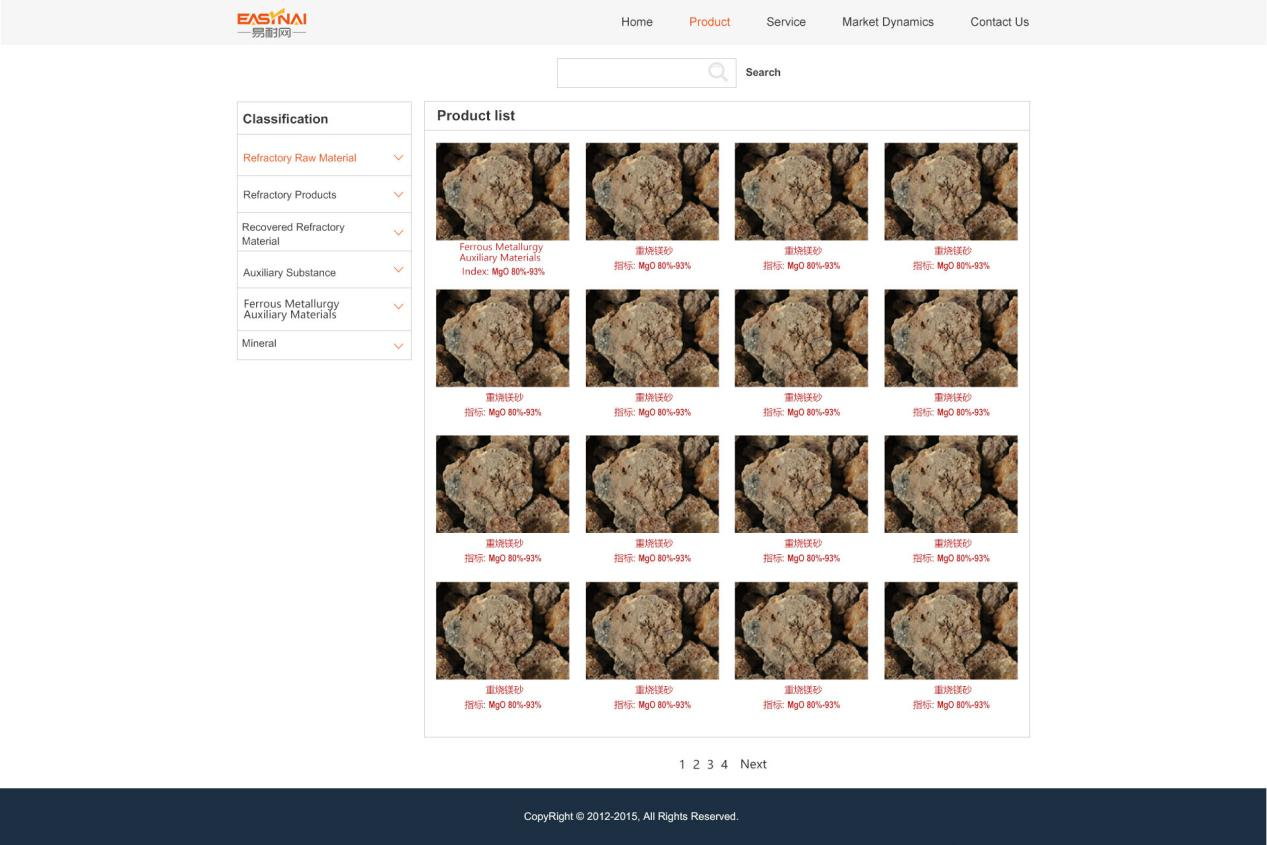 EASYNAI
易耐网
Home
Product
Service
Market Dynamics
Contact Us
Search
Classification
Refractory Raw Material
Refractory Products
Recovered Refractory
Material
Auxiliary Substance
Ferrous Metallurgy
Auxiliary Materials
Mineral
Product list
Ferrous Metallurgy
Auxiliary Materials
Index: MgO 80%-93%
重烧镁砂
指标: MgO 80%-93%
重烧镁砂
指标: MgO 80%-93%
重烧镁砂
指标: MgO 80%-93%
重烧镁砂
指标: MgO 80%-93%
重烧镁砂
指标: MgO 80%-93%
重烧镁砂
指标: MgO 80%-93%
重烧镁砂
指标: MgO 80%-93%
重烧镁砂
指标: MgO 80%-93%
重烧镁砂
指标: MgO 80%-93%
重烧镁砂
指标: MgO 80%-93%
重烧镁砂
指标: MgO 80%-93%
重烧镁砂
指标: MgO 80%-93%
重烧镁砂
指标: MgO 80%-93%
重烧镁砂
指标: MgO 80%-93%
重烧镁砂
指标: MgO 80%-93%
1 2 3 4 Next
CopyRight © 2012-2015, All Rights Reserved.